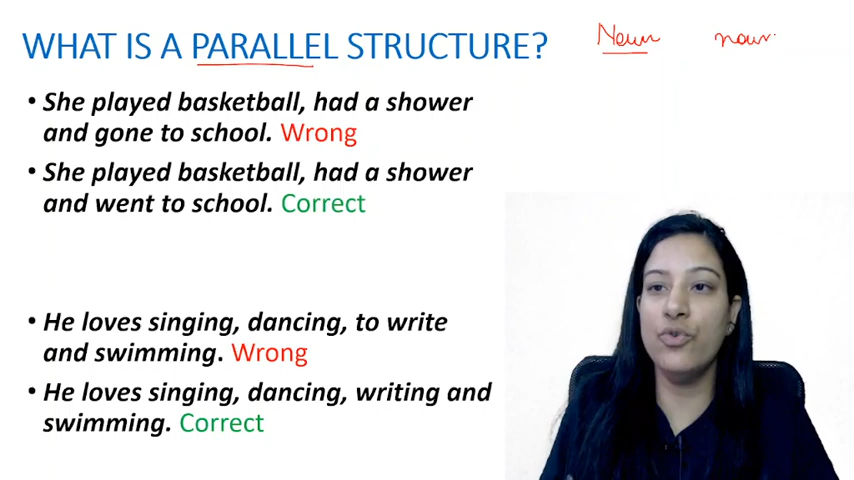 WHAT IS A PARALLEL STRUCTURE?
Noun noun
• She played basketball, had a shower
and gone to school. Wrong
• She played basketball, had a shower
and went to school. Correct
• He loves singing, dancing, to write
and swimming. Wrong
• He loves singing, dancing, writing and
swimming. Correct